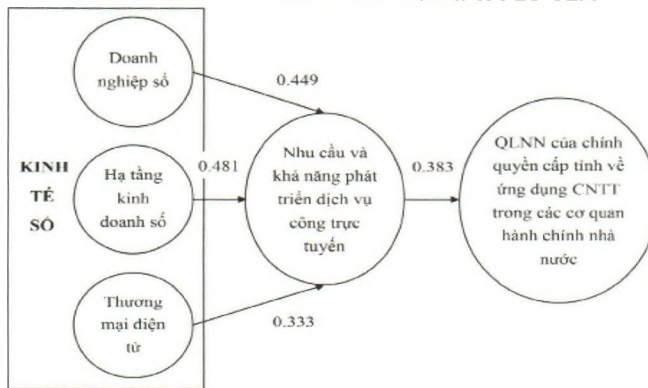 Doanh
nghiệp số
0.449
KINH
TẾ
SỐ
Hạ tầng
kinh
doanh số
0.481
Nhu cầu và
khả năng phát
triển dịch vụ
công trực
tuyến
0.383
QLNN của chính
quyền cấp tỉnh về
ứng dụng CNTT
trong các cơ quan
hành chính nhà
nước
Thương
mại điện
tử
0.333